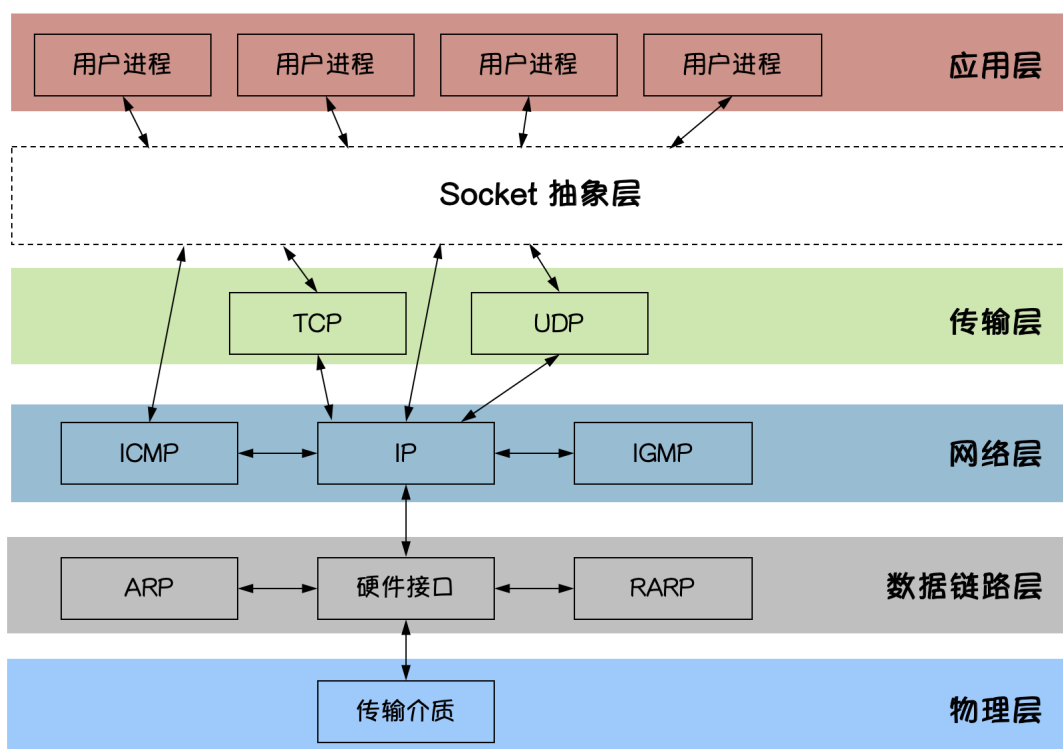 用户进程 用户进程 用户进程 用户进程 应用层
Socket 抽象层
TCP UDP 传输层
ICMP IP IGMP 网络层
ARP 硬件接口 RARP 数据链路层
传输介质 物理层